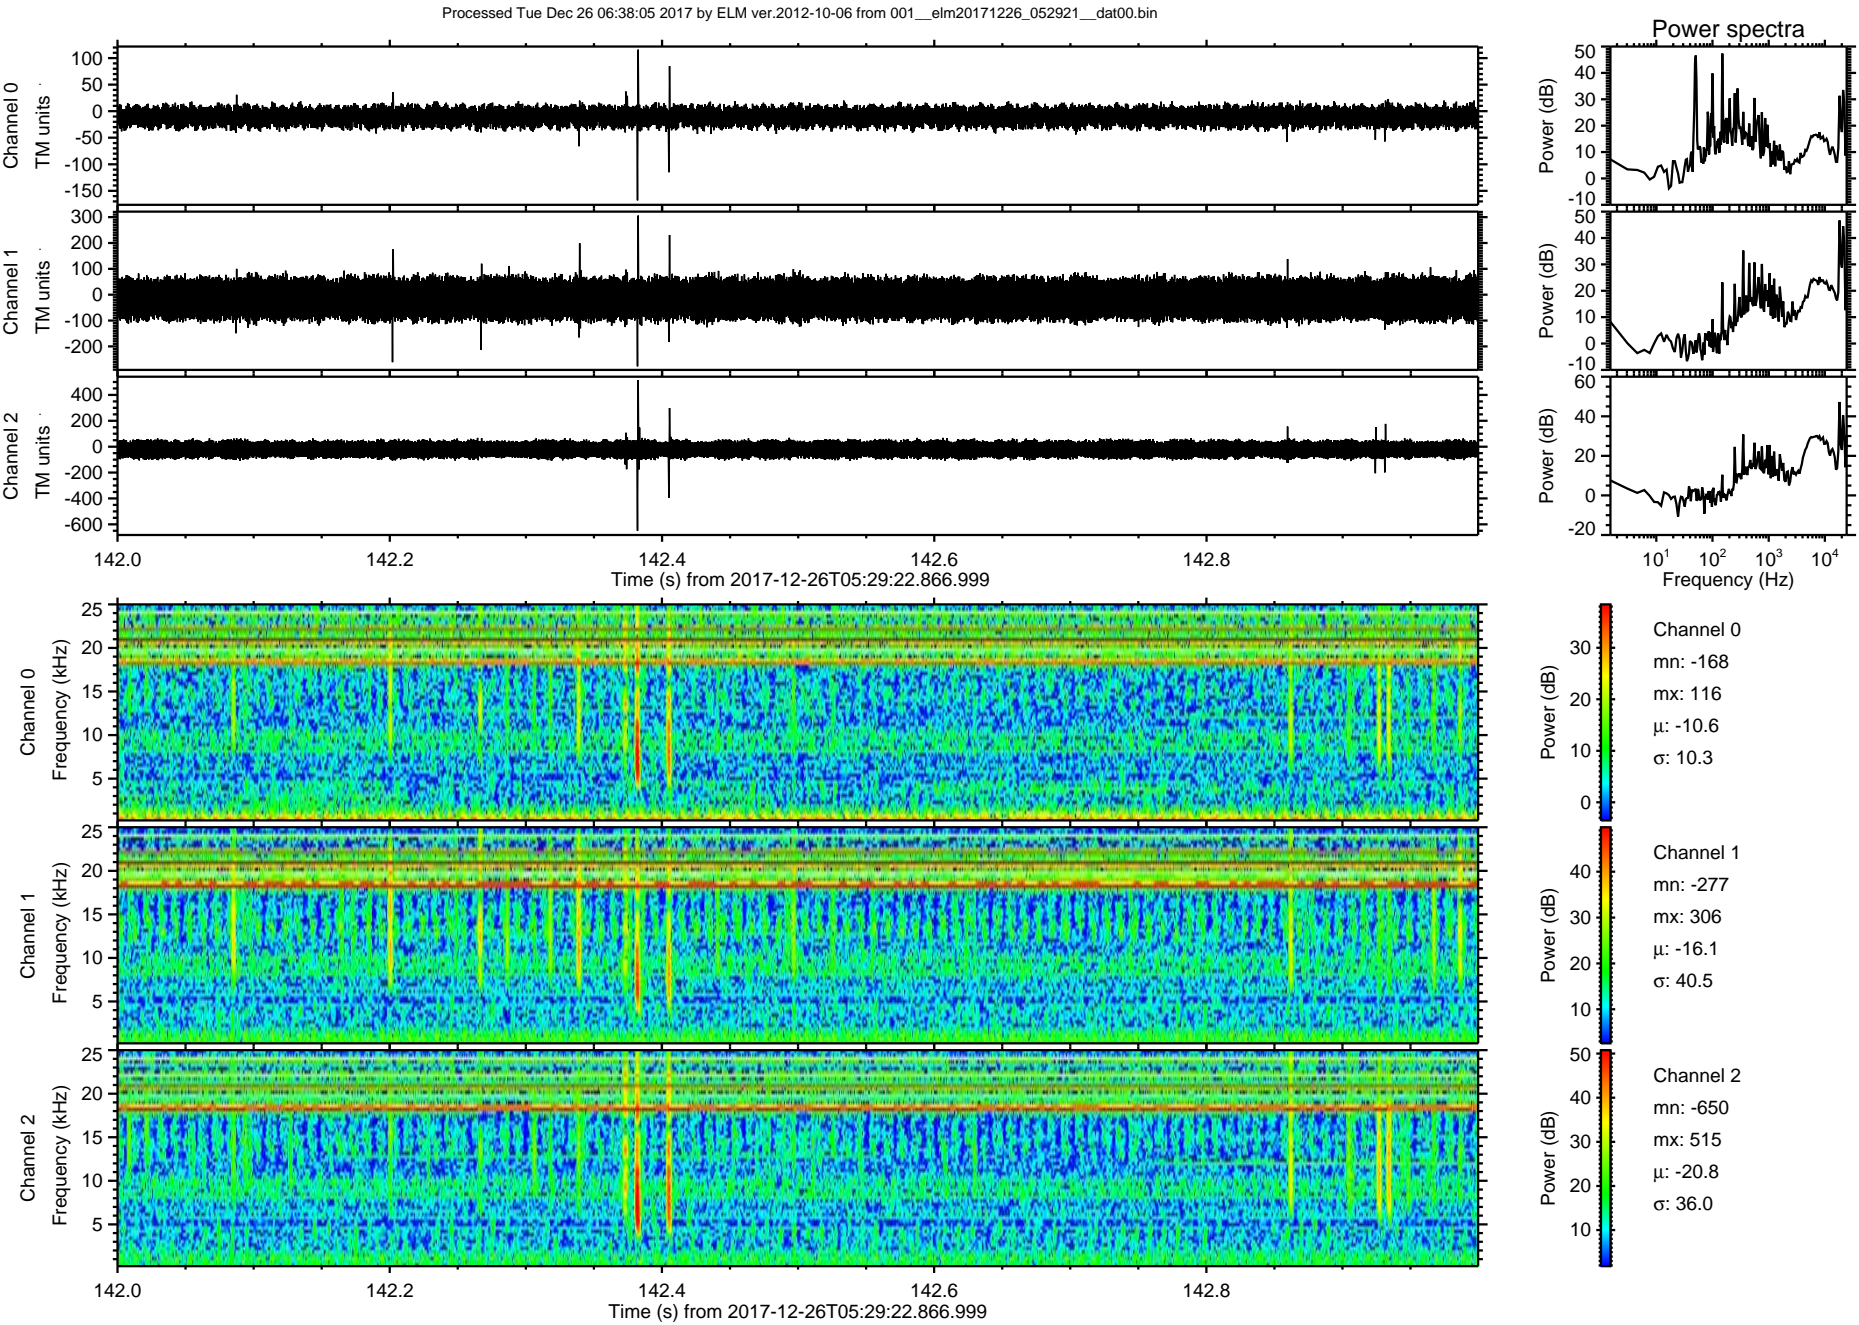 Processed Tue Dec 26 06:38:05 2017 by ELM ver.2012-10-06 from 001__elm20171226_052921__dat00.bin
Power spectra
Channel 0
TM units
100
50
0
-50
-100
-150
Power (dB)
50
40
30
20
10
0
-10
Channel 1
TM units
300
200
100
0
-100
-200
Power (dB)
50
40
30
20
10
0
-10
Channel 2
TM units
400
200
0
-200
-400
-600
Power (dB)
60
40
20
0
-20
142.0 142.2 142.4 142.6 142.8
Time (s) from 2017-12-26T05:29:22.866.999
10^1 10^2 10^3 10^4
Frequency (Hz)
Channel 0
Frequency (kHz)
25
20
15
10
5
Power (dB)
30
20
10
0
Channel 0
mn: -168
mx: 116
μ: -10.6
σ: 10.3
Channel 1
Frequency (kHz)
25
20
15
10
5
Power (dB)
40
30
20
10
Channel 1
mn: -277
mx: 306
μ: -16.1
σ: 40.5
Channel 2
Frequency (kHz)
25
20
15
10
5
Power (dB)
50
40
30
20
10
Channel 2
mn: -650
mx: 515
μ: -20.8
σ: 36.0
142.0 142.2 142.4 142.6 142.8
Time (s) from 2017-12-26T05:29:22.866.999